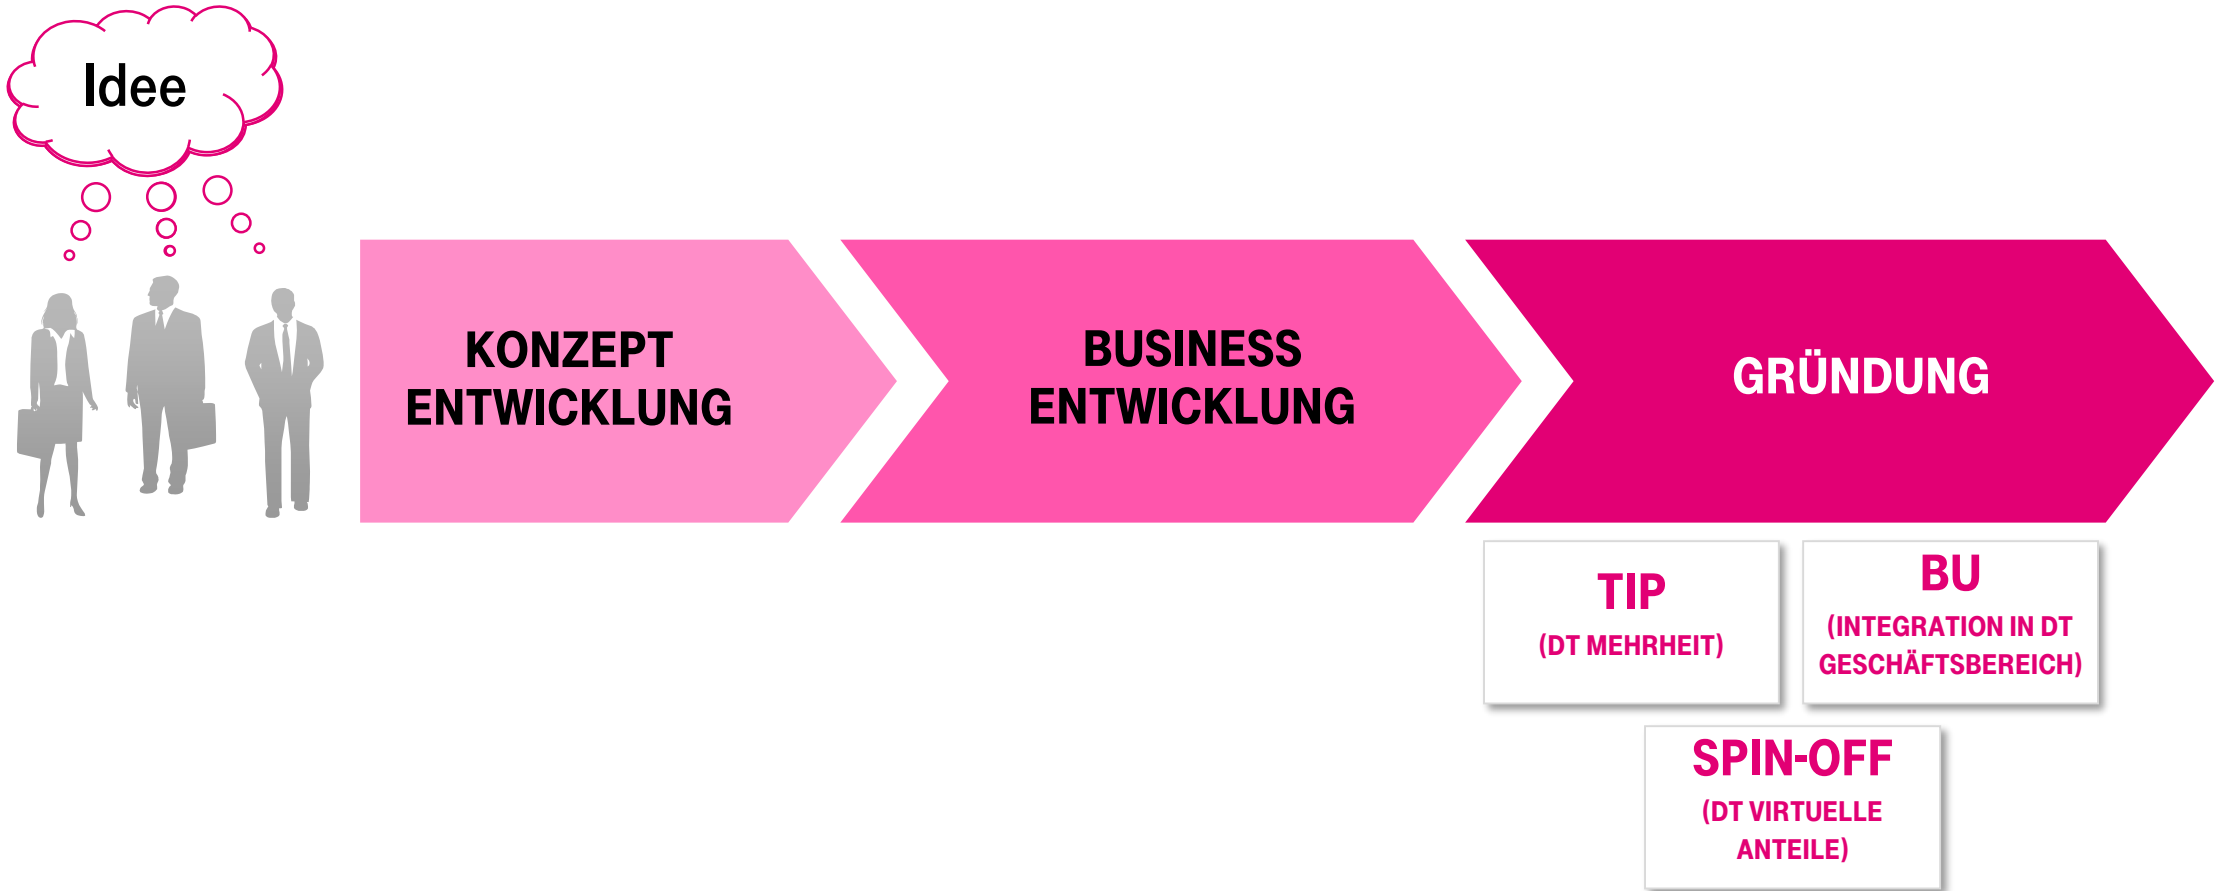 Idee
KONZEPT
ENTWICKLUNG
BUSINESS
ENTWICKLUNG
GRÜNDUNG
TIP
(DT MEHRHEIT)
BU
(INTEGRATION IN DT
GESCHÄFTSBEREICH)
SPIN-OFF
(DT VIRTUELLE
ANTEILE)